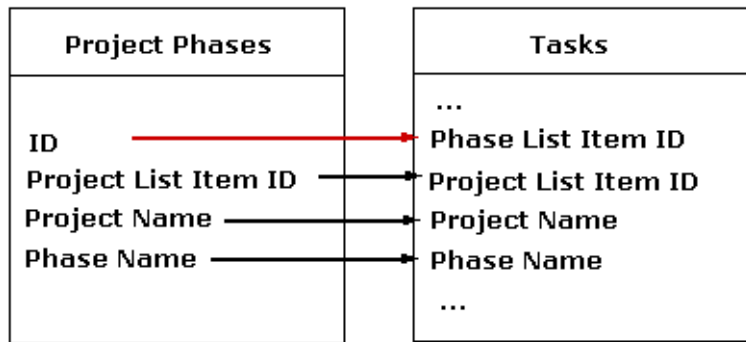 Project Phases
ID
Project List Item ID
Project Name
Phase Name
Tasks
...
Phase List Item ID
Project List Item ID
Project Name
Phase Name
...